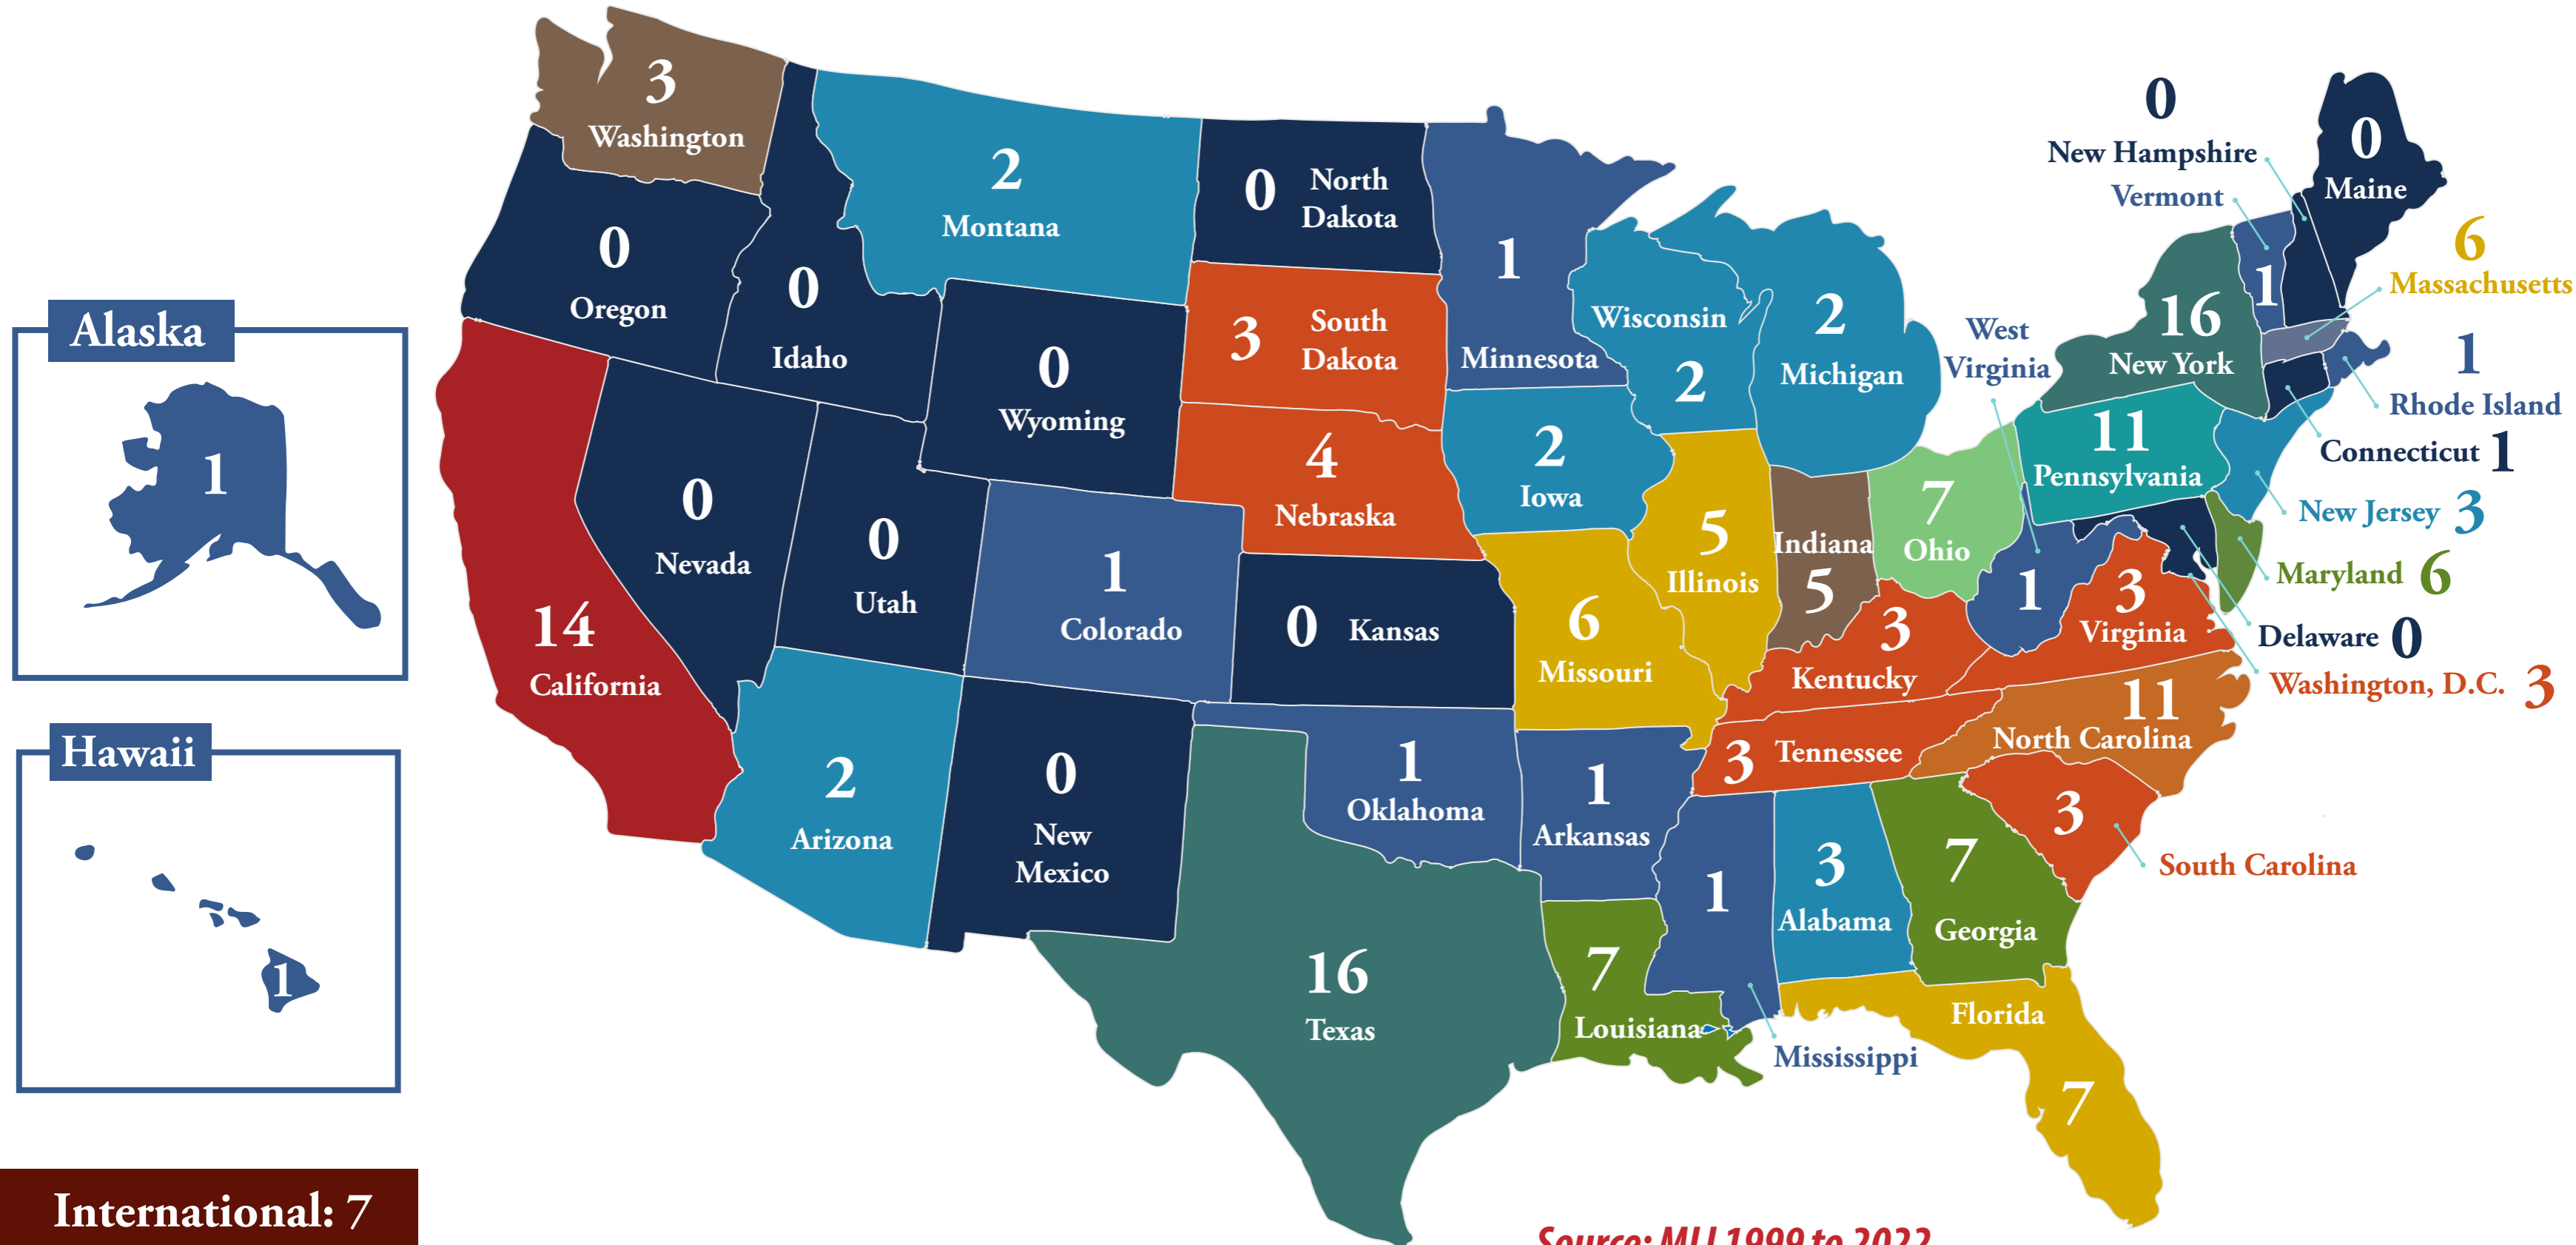 3
Washington
0
Oregon
0
Idaho
2
Montana
0
Wyoming
14
California
0
Nevada
0
Utah
1
Colorado
2
Arizona
0
New
Mexico
0 North
Dakota
3 South
Dakota
4
Nebraska
0 Kansas
1
Oklahoma
16
Texas
1
Minnesota
2
Iowa
6
Missouri
1
Arkansas
7
Louisiana
Wisconsin
2
2
Michigan
5
Illinois
Indiana
5
7
Ohio
3
Kentucky
3 Tennessee
1
Mississippi
3
Alabama
7
Georgia
Florida
7
3
South Carolina
11
North Carolina
3
Virginia
West
Virginia
1
11
Pennsylvania
16
New York
0
New Hampshire
Vermont
1
0
Maine
6
Massachusetts
1
Rhode Island
Connecticut 1
New Jersey 3
Maryland 6
Delaware 0
Washington, D.C. 3
Alaska
1
Hawaii
1
International: 7
Source: MLI 1999 to 2022